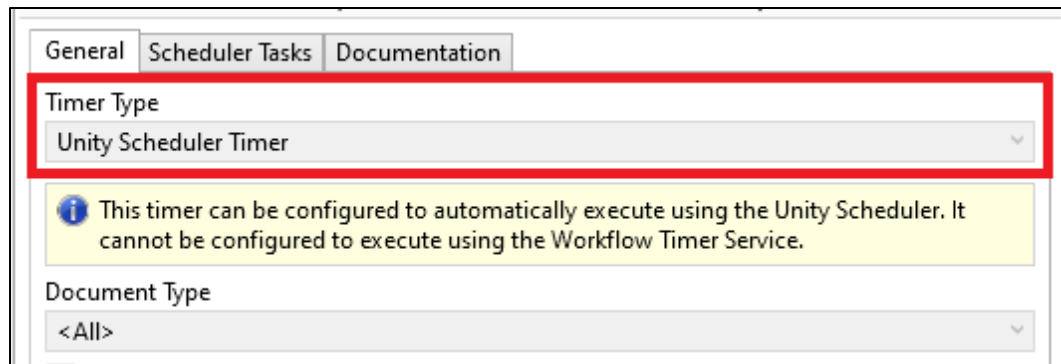 General Scheduler Tasks Documentation
Timer Type
Unity Scheduler Timer
This timer can be configured to automatically execute using the Unity Scheduler. It
cannot be configured to execute using the Workflow Timer Service.
Document Type
<All>